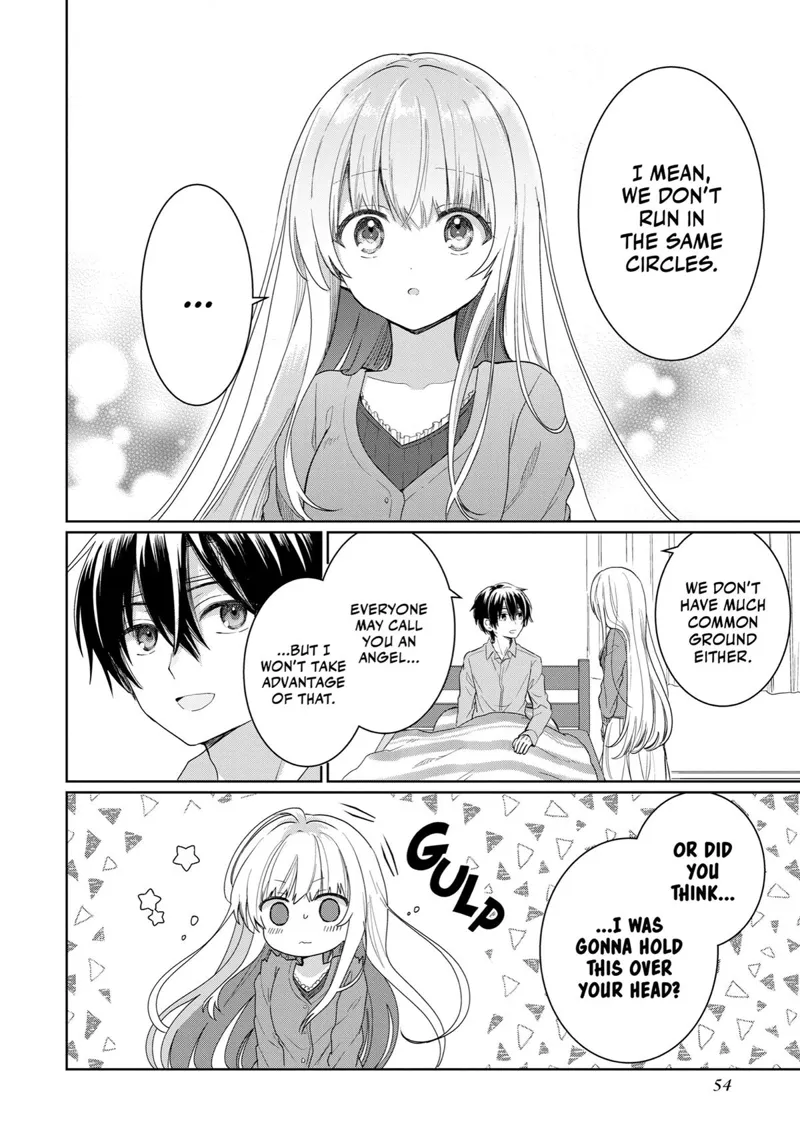 I MEAN,
WE DON'T
RUN IN
THE SAME
CIRCLES.
...
WE DON'T
HAVE MUCH
COMMON
GROUND
EITHER.
EVERYONE
MAY CALL
YOU AN
ANGEL...
...BUT I
WON'T TAKE
ADVANTAGE
OF THAT.
OR DID
YOU
THINK...
...I WAS
GONNA HOLD
THIS OVER
YOUR HEAD?
GULP
54